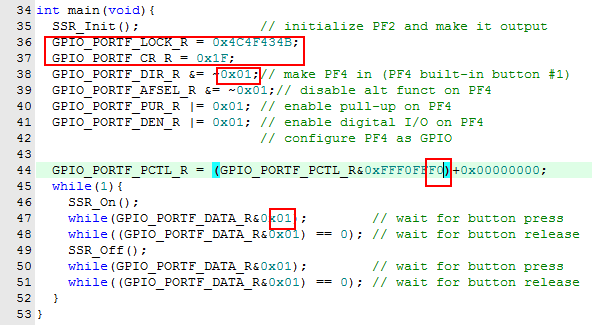 34 int main(void){
35   SSR_Init();                // initialize PF2 and make it output
36   GPIO_PORTF_LOCK_R = 0x4C4F434B;
37   GPIO_PORTF_CR_R = 0x1F;
38   GPIO_PORTF_DIR_R &= ~0x01;// make PF4 in (PF4 built-in button #1)
39   GPIO_PORTF_AFSEL_R &= ~0x01;// disable alt funct on PF4
40   GPIO_PORTF_PUR_R |= 0x01; // enable pull-up on PF4
41   GPIO_PORTF_DEN_R |= 0x01; // enable digital I/O on PF4
42                             // configure PF4 as GPIO
43
44   GPIO_PORTF_PCTL_R = (GPIO_PORTF_PCTL_R&0xFFF0FFF0)+0x00000000;
45   while(1){
46     SSR_On();
47     while(GPIO_PORTF_DATA_R&0x01);         // wait for button press
48     while((GPIO_PORTF_DATA_R&0x01) == 0); // wait for button release
49     SSR_Off();
50     while(GPIO_PORTF_DATA_R&0x01);         // wait for button press
51     while((GPIO_PORTF_DATA_R&0x01) == 0); // wait for button release
52   }
53 }